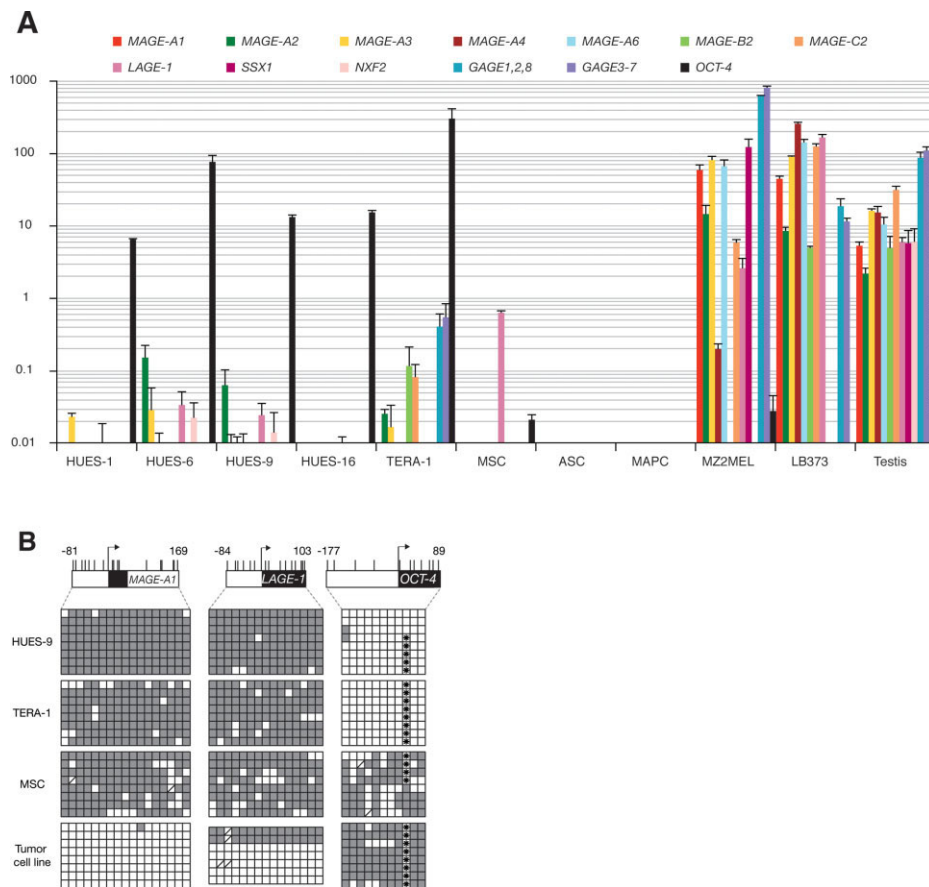 A
MAGE-A1 MAGE-A2 MAGE-A3 MAGE-A4 MAGE-A6 MAGE-B2 MAGE-C2
LAGE-1 SSX1 NXF2 GAGE1,2,8 GAGE3-7 OCT-4
1000
100
10
1
0.1
0.01
HUES-1 HUES-6 HUES-9 HUES-16 TERA-1 MSC ASC MAPC MZ2MEL LB373 Testis
B
-81 169 -84 103 -177 89
MAGE-A1 LAGE-1 OCT-4
HUES-9
TERA-1
MSC
Tumor
cell line